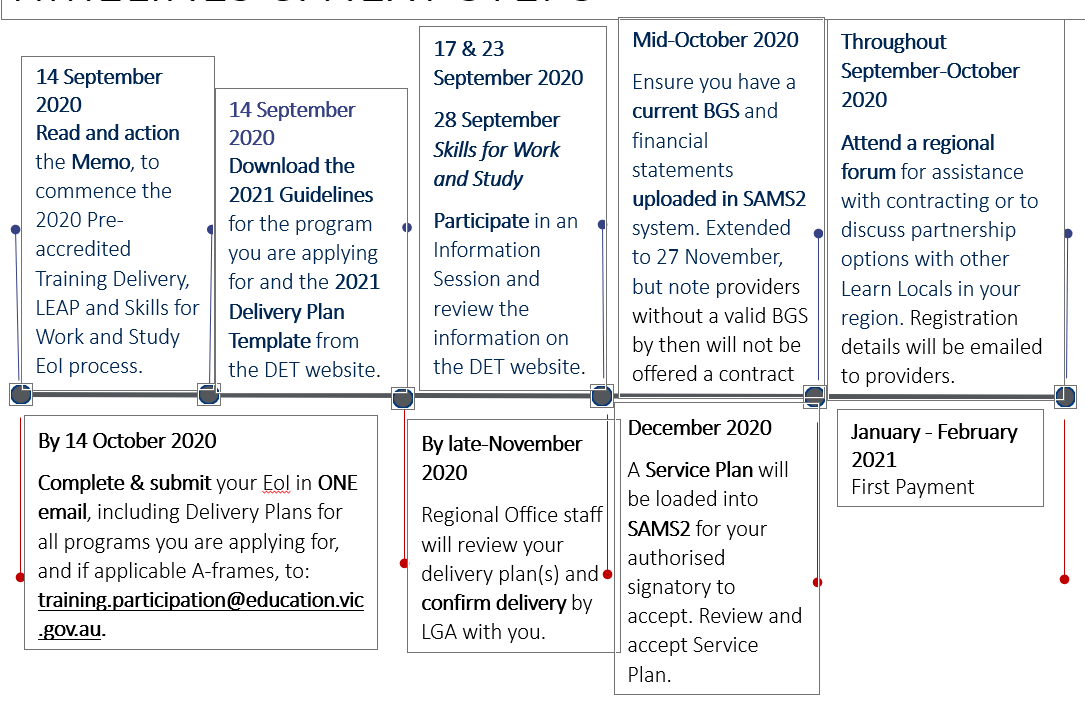 14 September
2020
Read and action
the Memo, to
commence the
2020 Pre-
accredited
Training Delivery,
LEAP and Skills for
Work and Study
EoI process.
14 September
2020
Download the
2021 Guidelines
for the program
you are applying
for and the 2021
Delivery Plan
Template from
the DET website.
17 & 23
September 2020
28 September
Skills for Work
and Study
Participate in an
Information
Session and
review the
information on
the DET website.
Mid-October 2020
Ensure you have a
current BGS and
financial
statements
uploaded in SAMS2
system. Extended
to 27 November,
but note providers
without a valid BGS
by then will not be
offered a contract
Throughout
September-October
2020
Attend a regional
forum for assistance
with contracting or to
discuss partnership
options with other
Learn Locals in your
region. Registration
details will be emailed
to providers.
By 14 October 2020
Complete & submit your EoI in ONE
email, including Delivery Plans for
all programs you are applying for,
and if applicable A-frames, to:
training.participation@education.vic
.gov.au.
By late-November
2020
Regional Office staff
will review your
delivery plan(s) and
confirm delivery by
LGA with you.
December 2020
A Service Plan will
be loaded into
SAMS2 for your
authorised
signatory to
accept. Review and
accept Service
Plan.
January - February
2021
First Payment